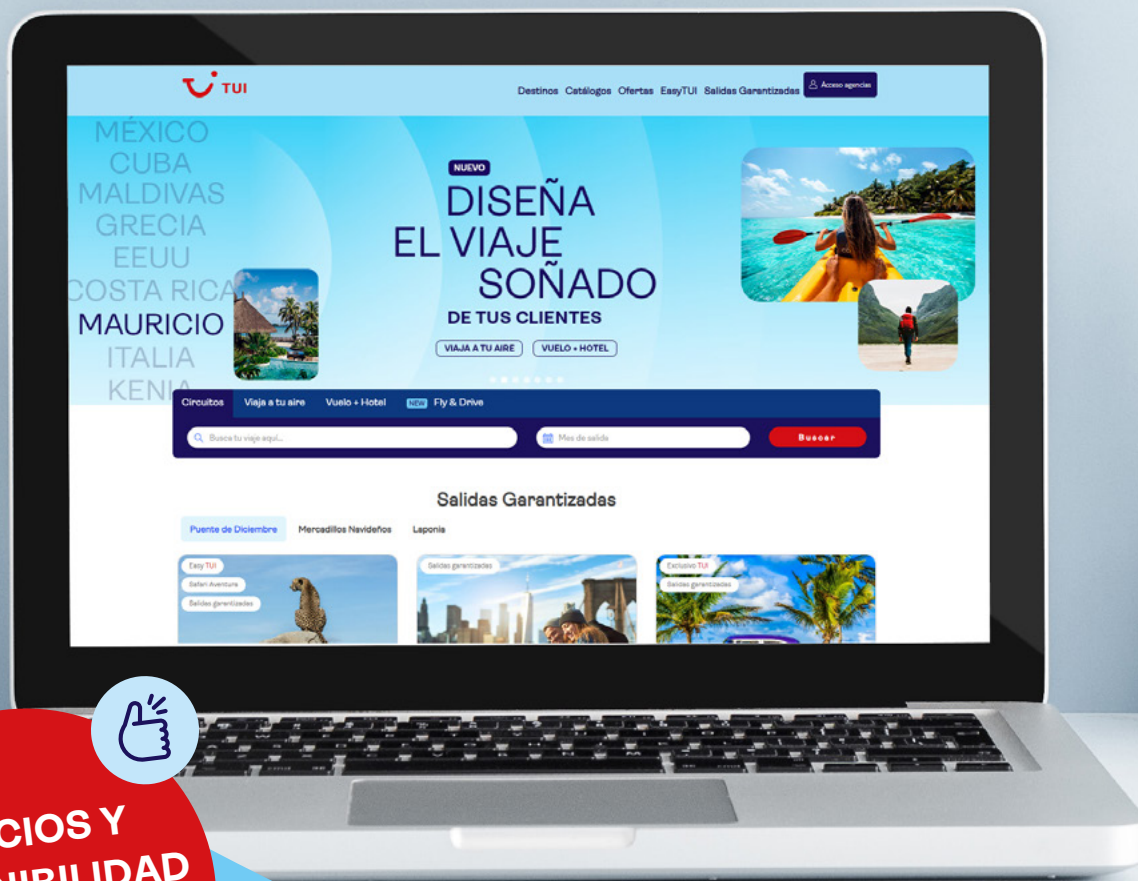 TUI
Destinos Catálogos Ofertas EasyTUI Salidas Garantizadas Acceso agencias
MÉXICO
CUBA
MALDIVAS
GRECIA
EEUU
COSTA RICA
MAURICIO
ITALIA
KENIA
NUEVO
DISEÑA
EL VIAJE
SOÑADO
DE TUS CLIENTES
VIAJA A TU AIRE VUELO + HOTEL
Circuitos Viaja a tu aire Vuelo + Hotel NEW Fly & Drive
Busca tu viaje aquí... Mes de salida Buscar
Salidas Garantizadas
Puente de Diciembre Mercadillos Navideños Laponia
Easy TUI
Safari Aventura
Salidas garantizadas
Salidas garantizadas
Exclusivo TUI
Salidas garantizadas
CIOS Y
NIBILIDAD